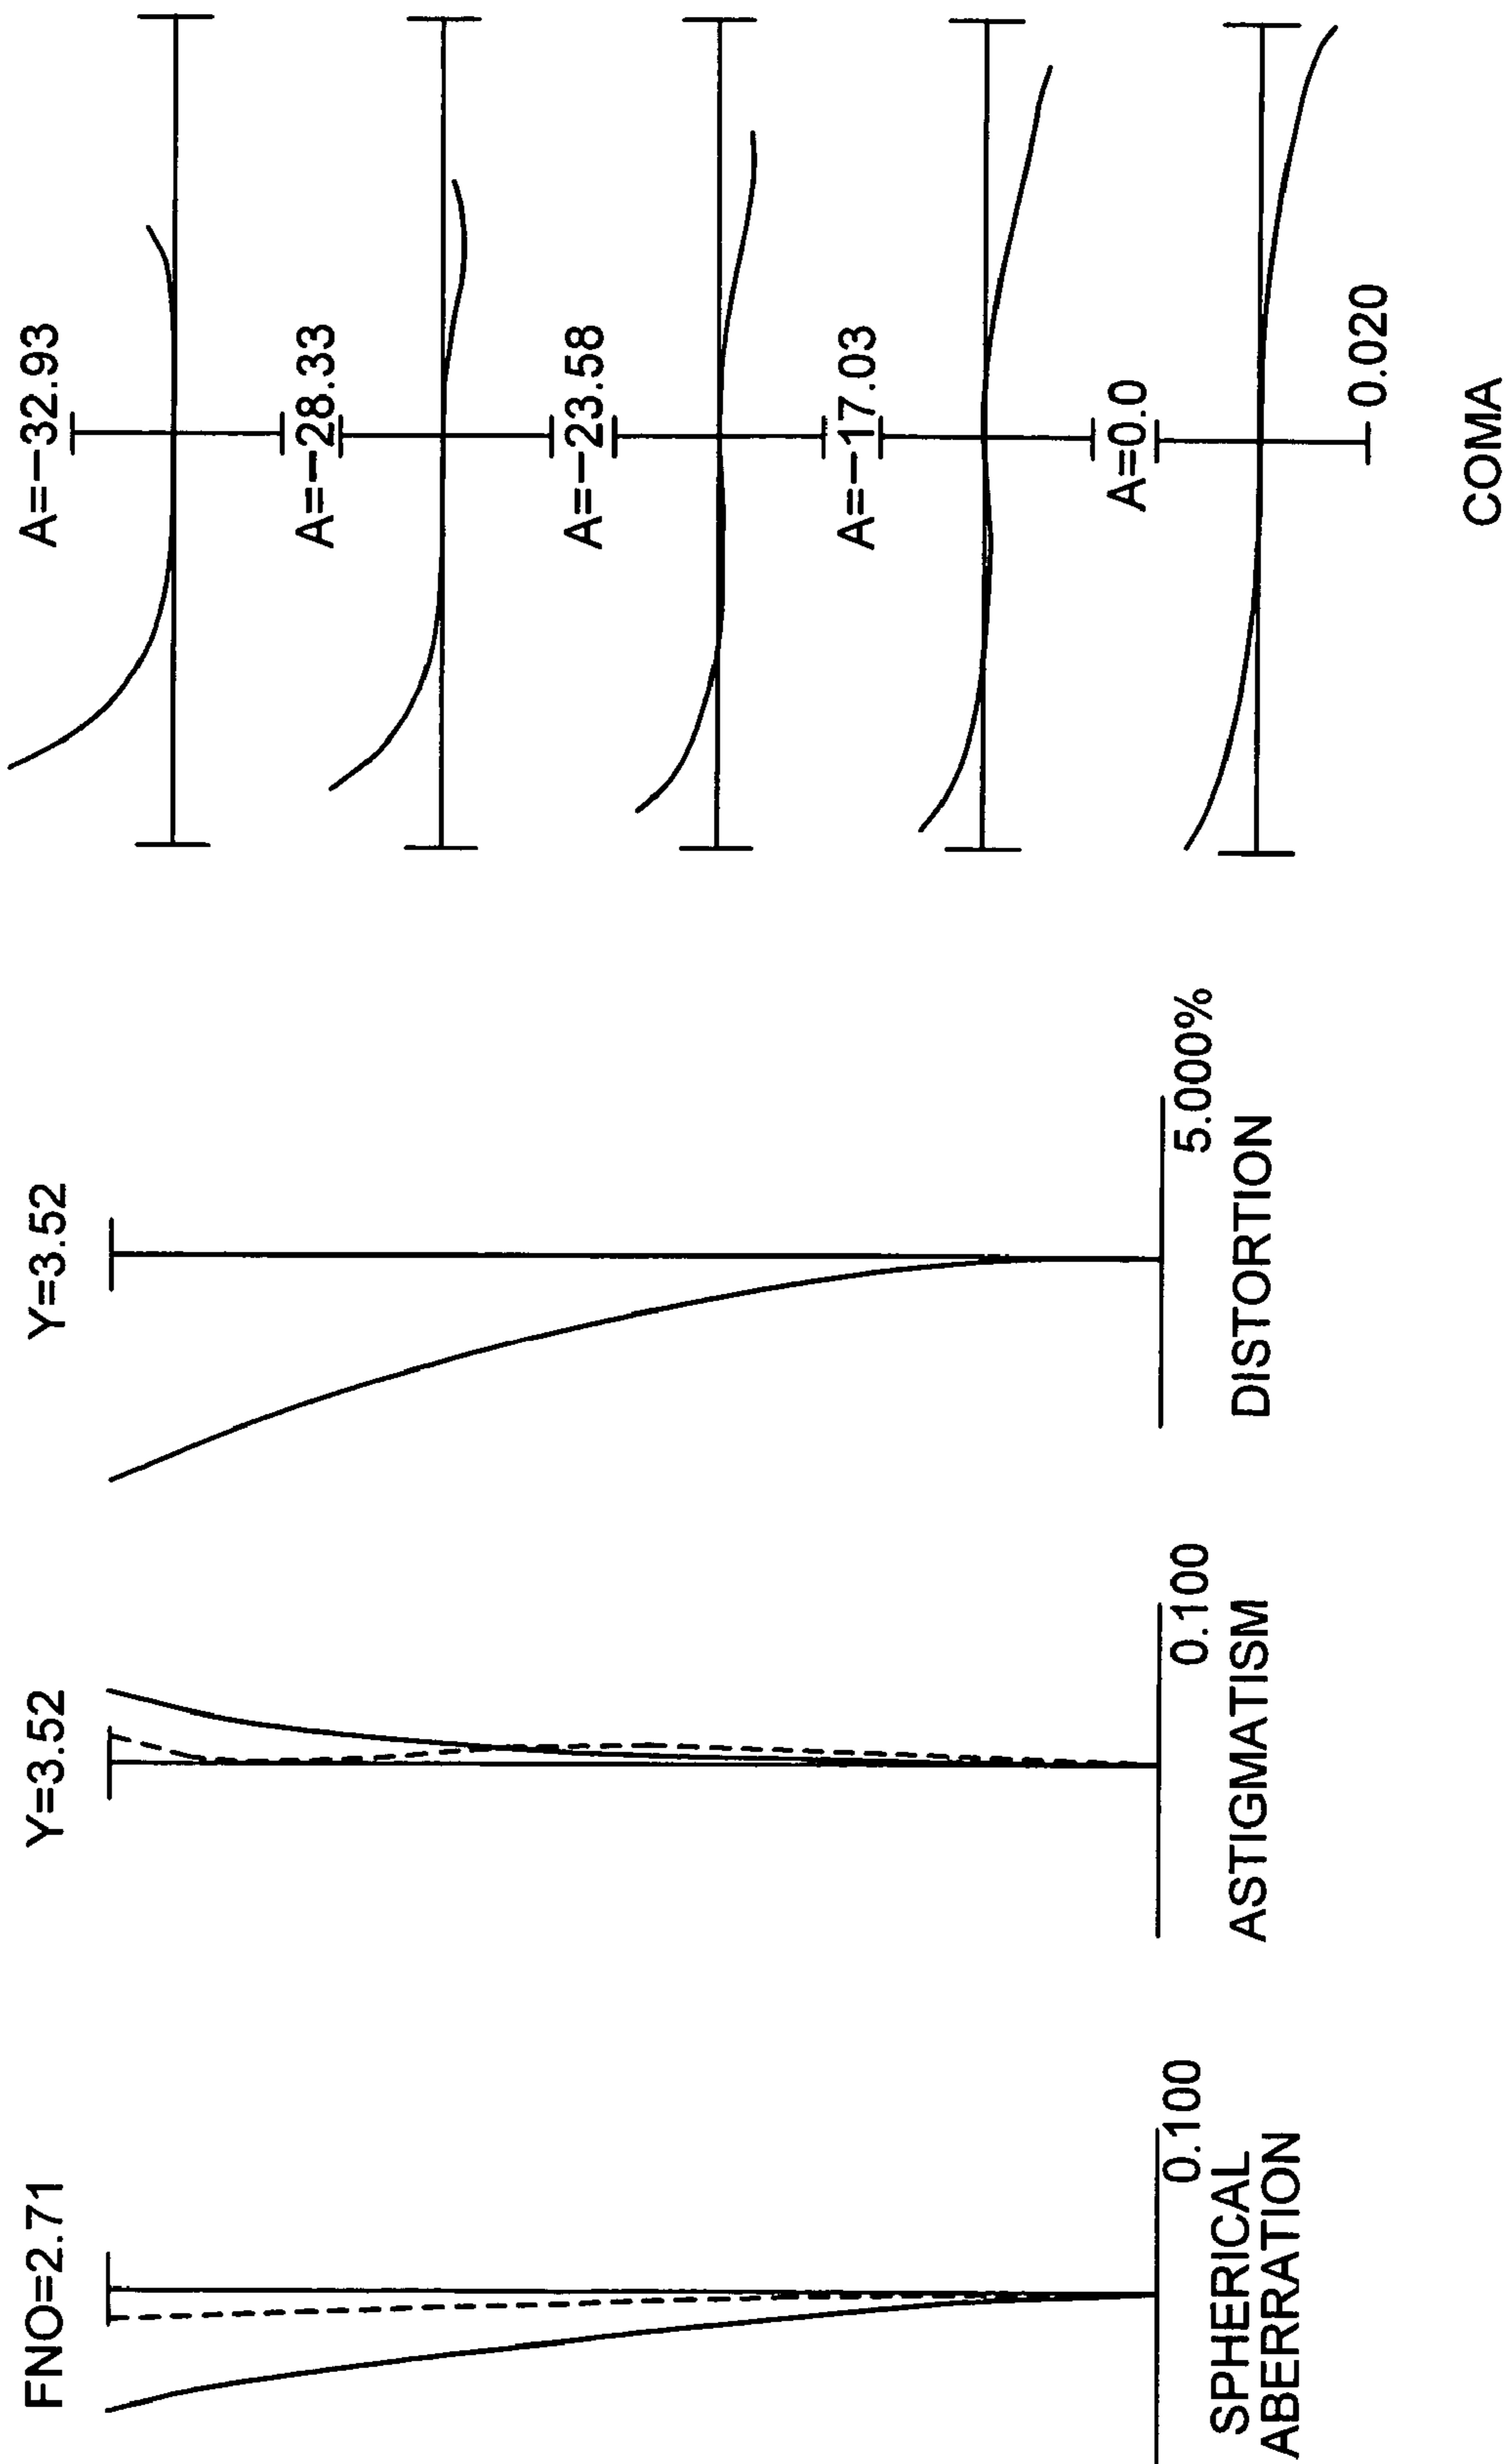 FNO=2.71
0.100
SPHERICAL
ABERRATION
Y=3.52
0.100
ASTIGMATISM
Y=3.52
5.000%
DISTORTION
A=-32.93
A=-28.33
A=-23.58
A=-17.03
A=0.0
0.020
COMA